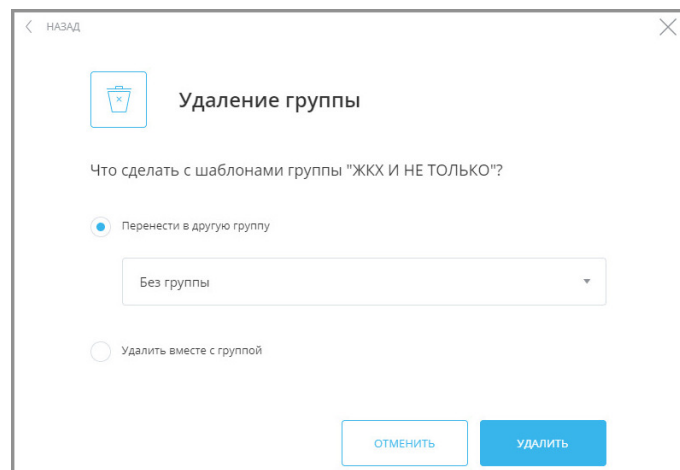 НАЗАД
Удаление группы
Что сделать с шаблонами группы "ЖКХ И НЕ ТОЛЬКО"?
Перенести в другую группу
Без группы
Удалить вместе с группой
ОТМЕНИТЬ
УДАЛИТЬ